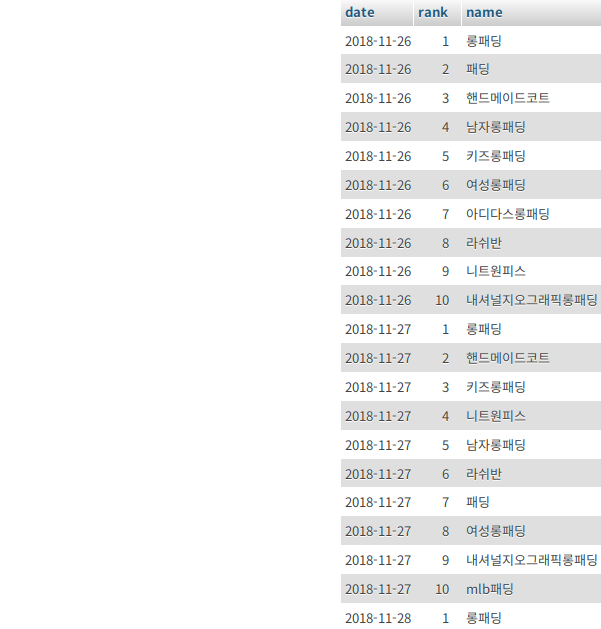 date rank name
2018-11-26 1 롱패딩
2018-11-26 2 패딩
2018-11-26 3 핸드메이드코트
2018-11-26 4 남자롱패딩
2018-11-26 5 키즈롱패딩
2018-11-26 6 여성롱패딩
2018-11-26 7 아디다스롱패딩
2018-11-26 8 라쉬반
2018-11-26 9 니트원피스
2018-11-26 10 내셔널지오그래픽롱패딩
2018-11-27 1 롱패딩
2018-11-27 2 핸드메이드코트
2018-11-27 3 키즈롱패딩
2018-11-27 4 니트원피스
2018-11-27 5 남자롱패딩
2018-11-27 6 라쉬반
2018-11-27 7 패딩
2018-11-27 8 여성롱패딩
2018-11-27 9 내셔널지오그래픽롱패딩
2018-11-27 10 mlb패딩
2018-11-28 1 롱패딩